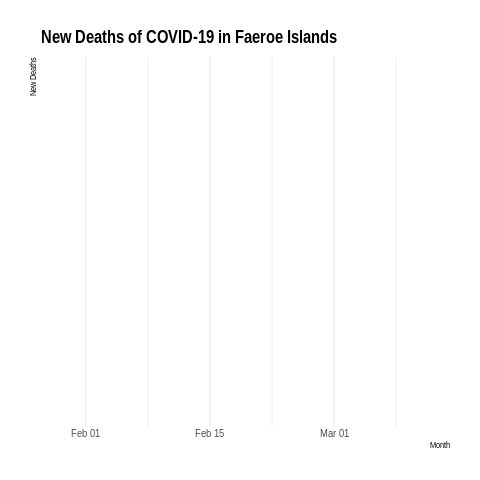 New Deaths of COVID-19 in Faeroe Islands
New Deaths
Feb 01
Feb 15
Mar 01
Month